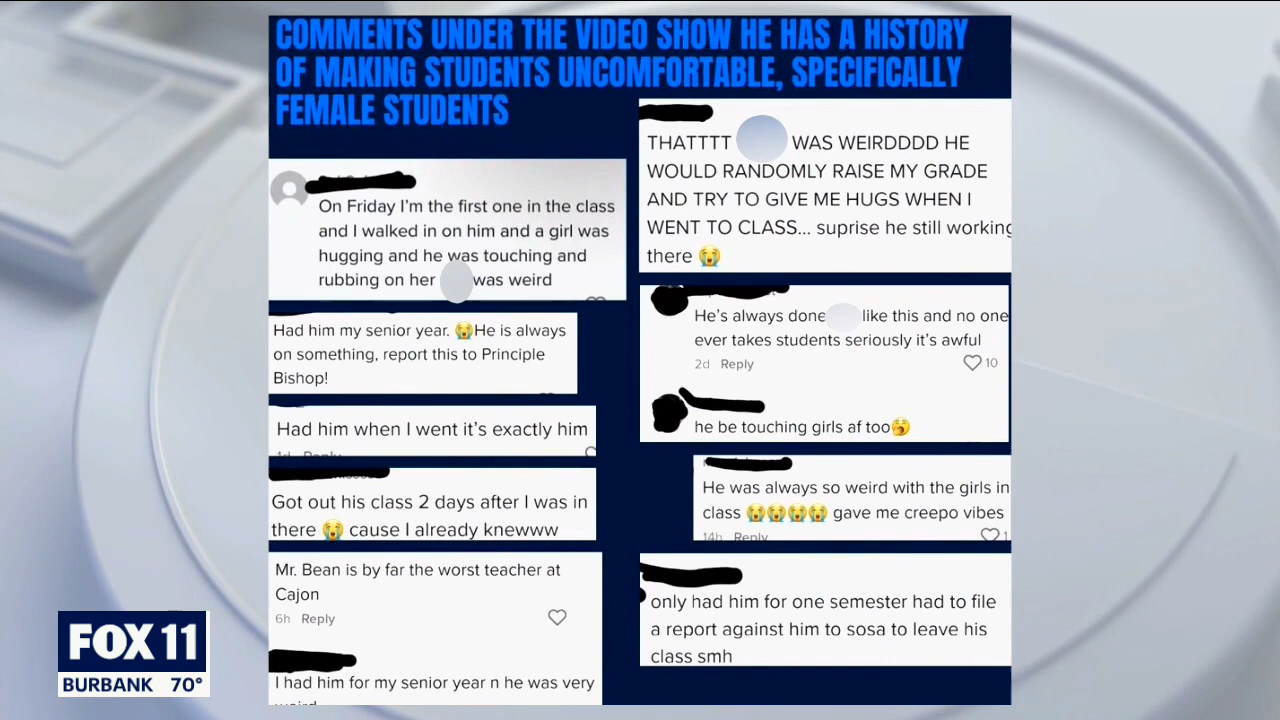 COMMENTS UNDER THE VIDEO SHOW HE HAS A HISTORY
OF MAKING STUDENTS UNCOMFORTABLE, SPECIFICALLY
FEMALE STUDENTS
On Friday I'm the first one in the class
and I walked in on him and a girl was
hugging and he was touching and
rubbing on her was weird
Had him my senior year. 😭He is always
on something, report this to Principle
Bishop!
Had him when I went it's exactly him
1d Reply
Got out his class 2 days after I was in
there 😭 cause I already knewww
Mr. Bean is by far the worst teacher at
Cajon
6h Reply
I had him for my senior year n he was very
THATTTT WAS WEIRDDDD HE
WOULD RANDOMLY RAISE MY GRADE
AND TRY TO GIVE ME HUGS WHEN I
WENT TO CLASS... suprise he still working
there 😭
He's always done like this and no one
ever takes students seriously it's awful
2d Reply 10
he be touching girls af too🥱
He was always so weird with the girls in
class 😭😭😭😭 gave me creepo vibes
14h Reply 1
only had him for one semester had to file
a report against him to sosa to leave his
class smh
FOX 11
BURBANK 70°